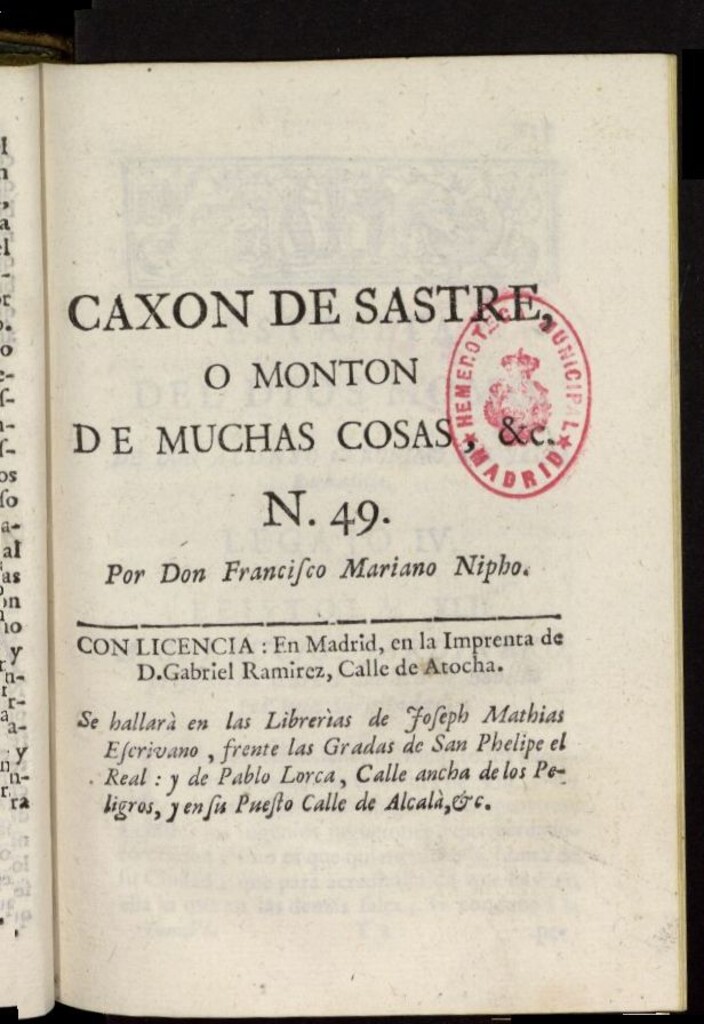 CAXON DE SASTRE,
O MONTON
DE MUCHAS COSAS, &c.
N. 49.
Por Don Franciſco Mariano Nipho.
CON LICENCIA : En Madrid, en la Imprenta de
D.Gabriel Ramirez, Calle de Atocha.
Se hallarà en las Librerìas de Joſeph Mathias
Eſcrivano, frente las Gradas de San Phelipe el
Real : y de Pablo Lorca, Calle ancha de los Pe-
ligros, y en ſu Pueſto Calle de Alcalà, &c.
HEMEROTECA MUNICIPAL
MADRID